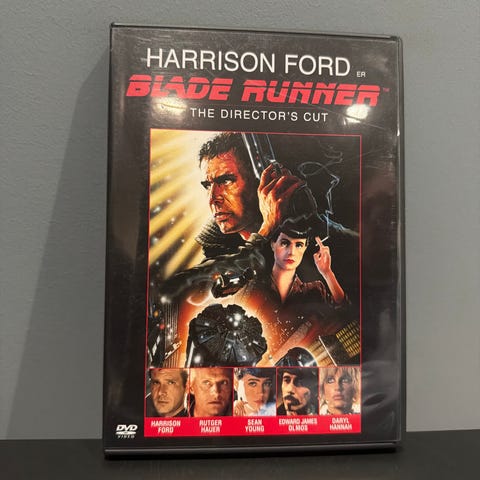 HARRISON FORD ER
BLADE RUNNER™
THE DIRECTOR'S CUT
DVD
VIDEO
HARRISON
FORD
RUTGER
HAUER
SEAN
YOUNG
EDWARD JAMES
OLMOS
DARYL
HANNAH